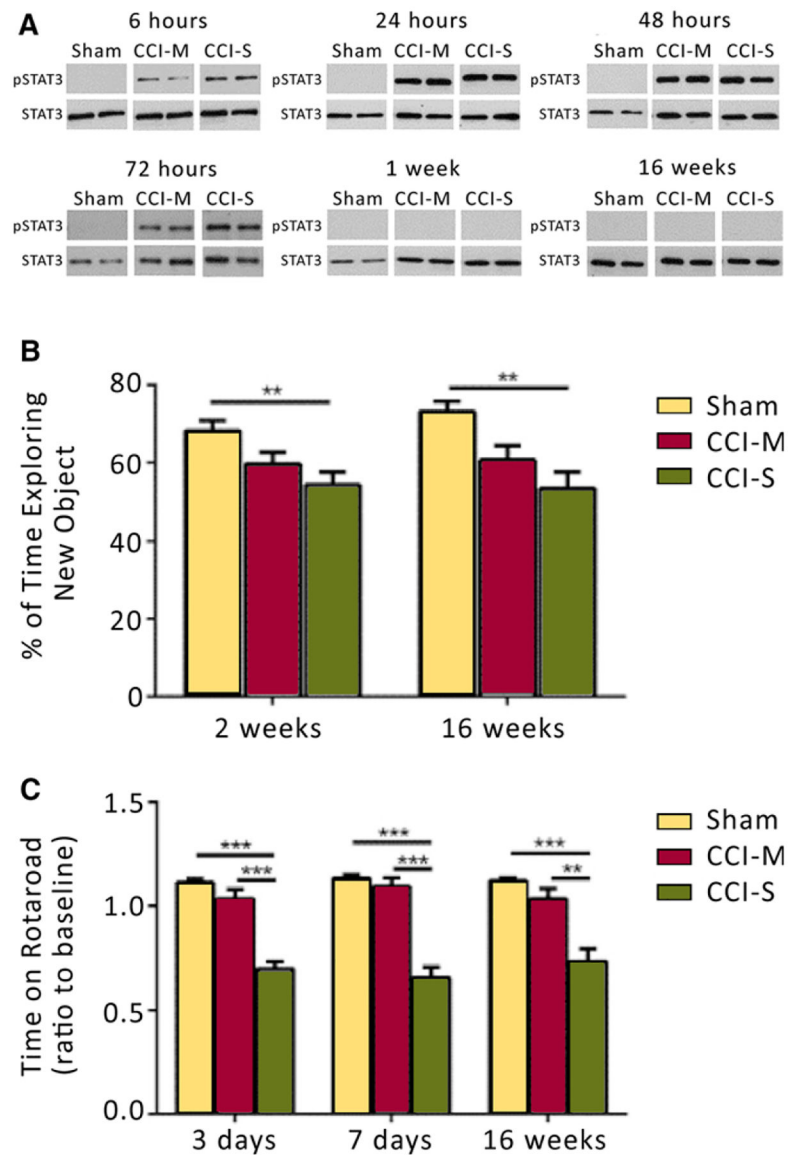 A
6 hours 24 hours 48 hours
Sham CCI-M CCI-S Sham CCI-M CCI-S Sham CCI-M CCI-S
pSTAT3 pSTAT3 pSTAT3
STAT3 STAT3 STAT3
72 hours 1 week 16 weeks
Sham CCI-M CCI-S Sham CCI-M CCI-S Sham CCI-M CCI-S
pSTAT3 pSTAT3 pSTAT3
STAT3 STAT3 STAT3
B
% of Time Exploring
New Object
80
60
40
20
0
** **
Sham
CCI-M
CCI-S
2 weeks 16 weeks
C
Time on Rotaroad
(ratio to baseline)
1.5
1.0
0.5
0.0
*** *** ***
*** *** **
Sham
CCI-M
CCI-S
3 days 7 days 16 weeks